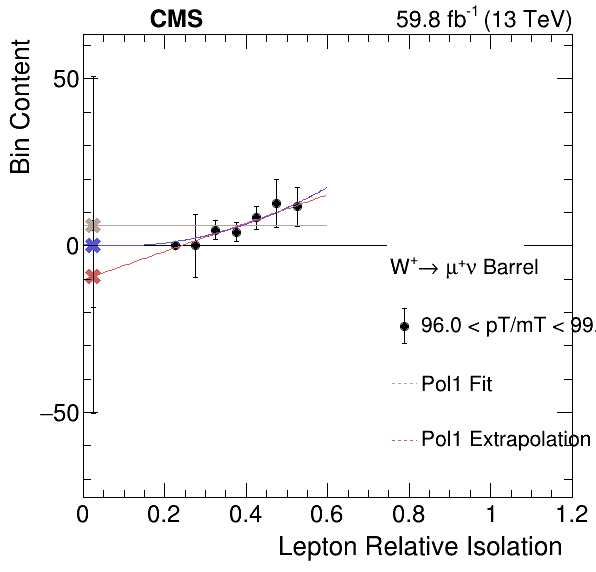 CMS
59.8 fb-1 (13 TeV)
Bin Content
50
0
−50
W+→ μ+ν Barrel
96.0 < pT/mT < 99.
Pol1 Fit
Pol1 Extrapolation
0 0.2 0.4 0.6 0.8 1 1.2
Lepton Relative Isolation